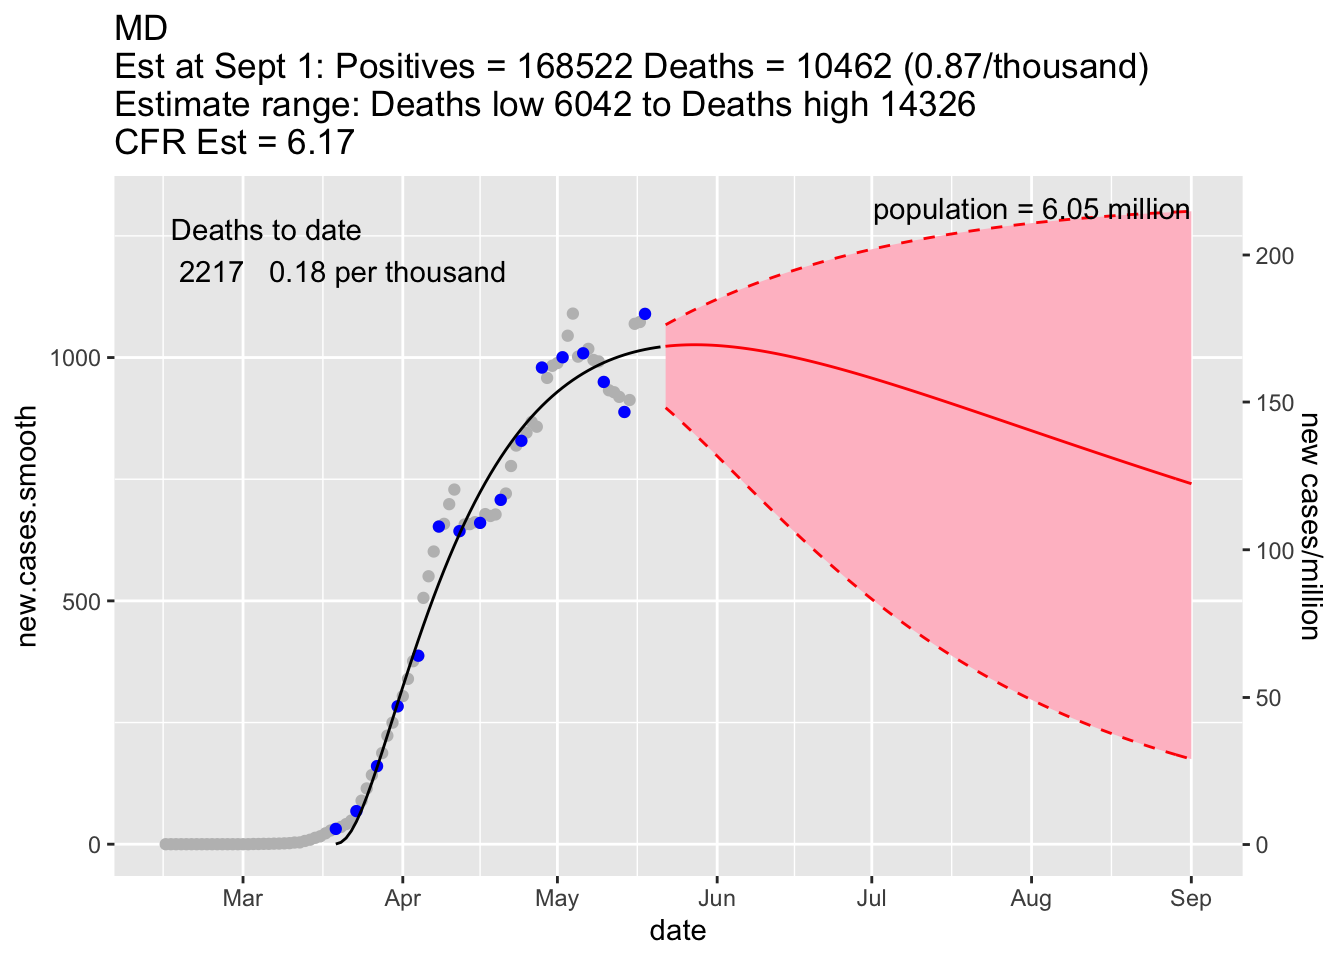 MD
Est at Sept 1: Positives = 168522 Deaths = 10462 (0.87/thousand)
Estimate range: Deaths low 6042 to Deaths high 14326
CFR Est = 6.17
population = 6.05 million
Deaths to date
2217 0.18 per thousand
1000
500
0
new.cases.smooth
200
150
100
50
0
new cases/million
Mar Apr May Jun Jul Aug Sep
date